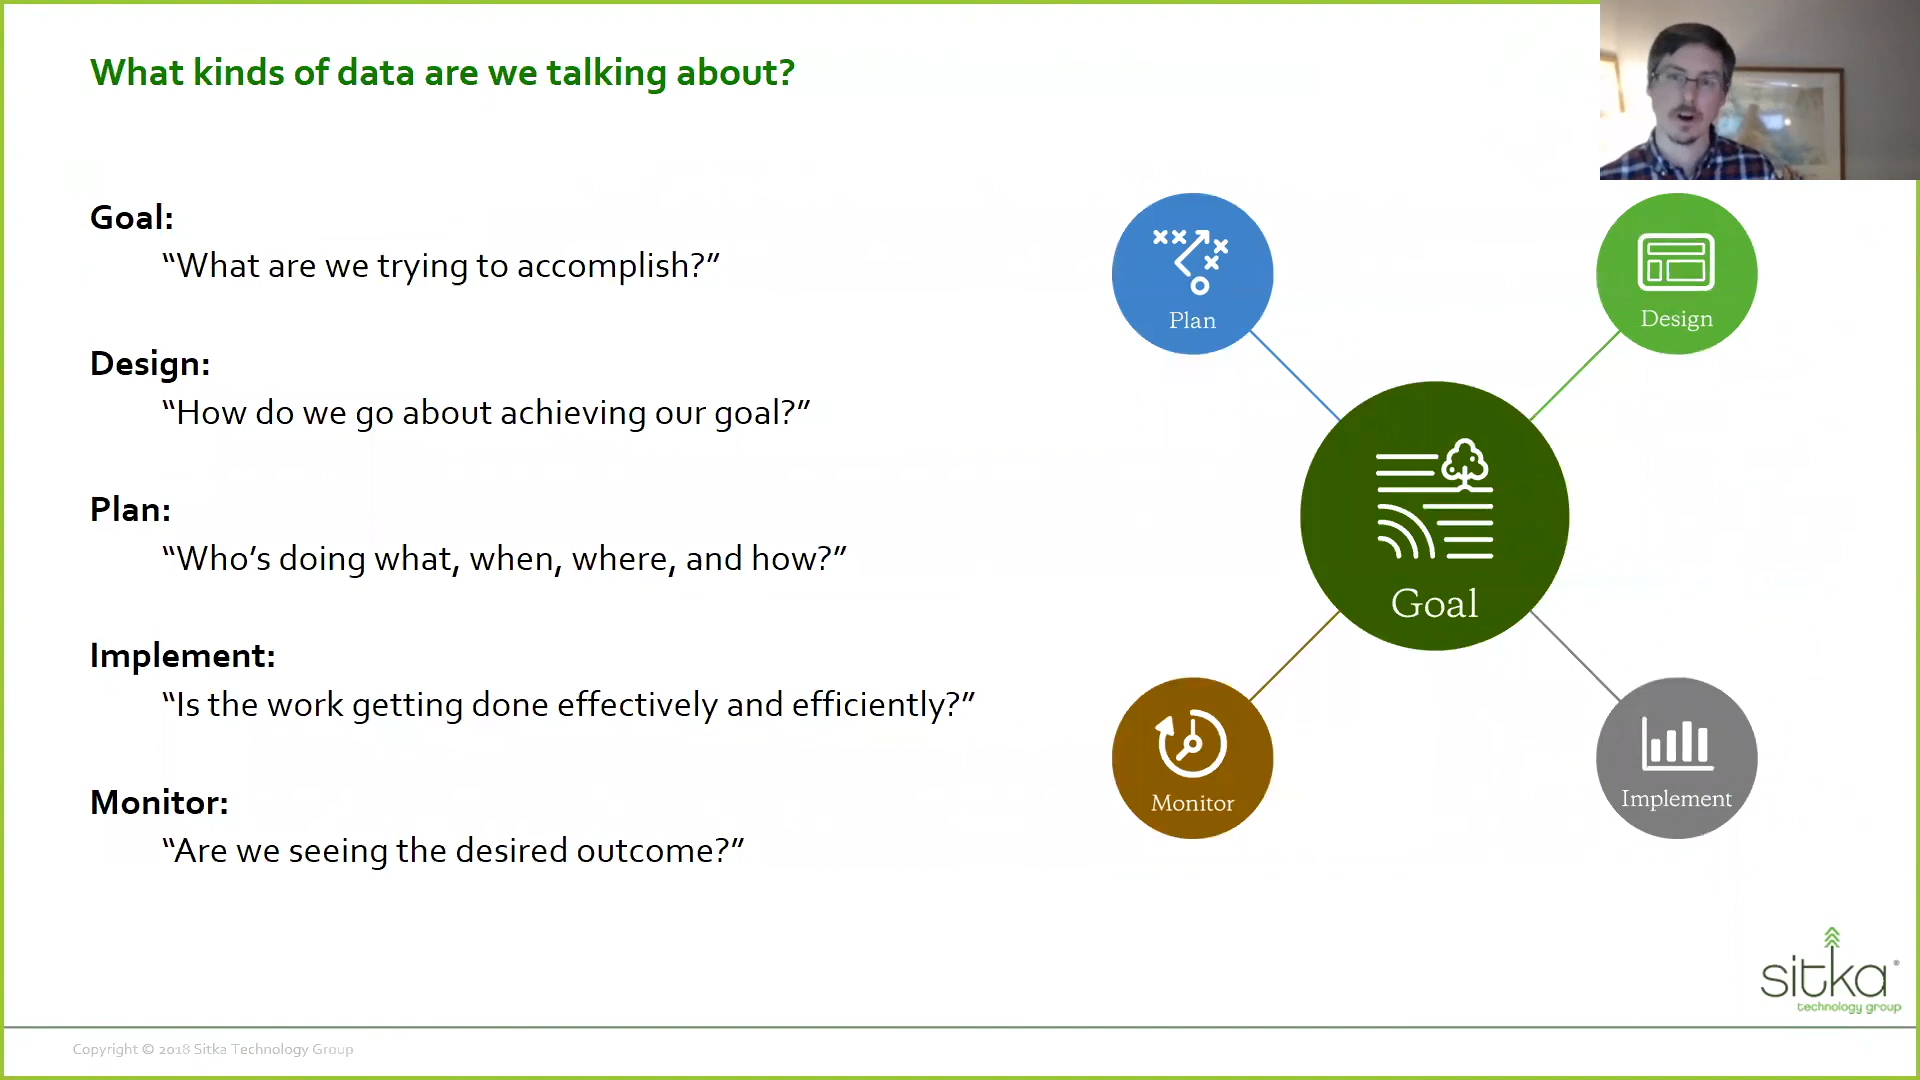 What kinds of data are we talking about?
Goal:
“What are we trying to accomplish?”
Design:
“How do we go about achieving our goal?”
Plan:
“Who’s doing what, when, where, and how?”
Implement:
“Is the work getting done effectively and efficiently?”
Monitor:
“Are we seeing the desired outcome?”
Plan
Design
Goal
Monitor
Implement
sitka®
technology group
Copyright © 2018 Sitka Technology Group